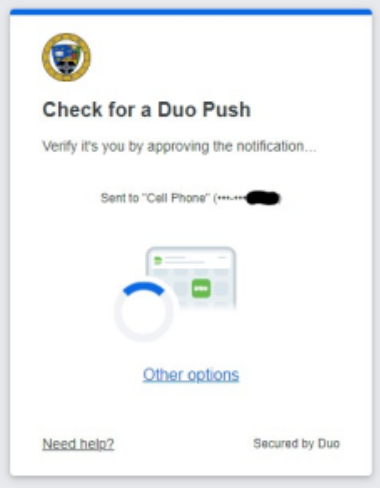 Check for a Duo Push
Verify it's you by approving the notification...
Sent to "Cell Phone" (•••-•••
Other options
Need help?
Secured by Duo